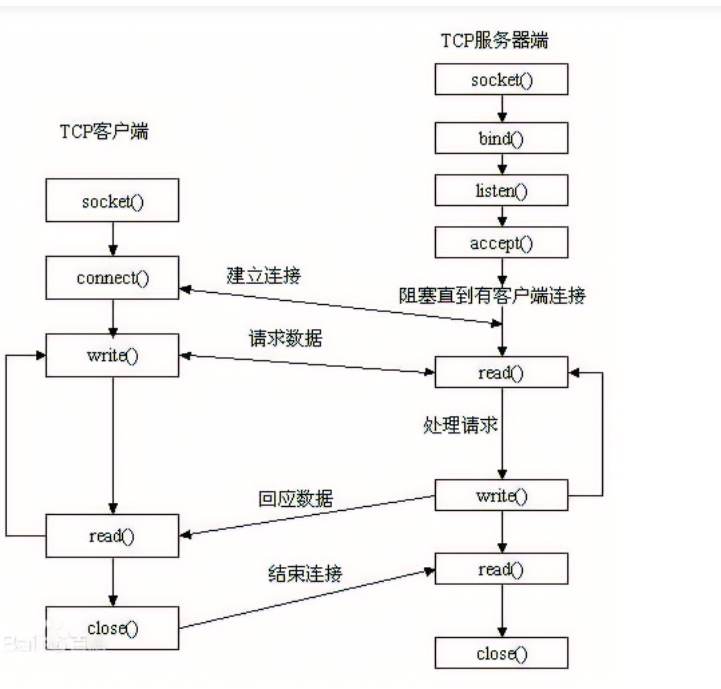 TCP服务器端
socket()
bind()
TCP客户端
listen()
socket()
accept()
connect()
建立连接
阻塞直到有客户端连接
请求数据
write()
read()
处理请求
回应数据
write()
read()
结束连接
read()
close()
close()
Bai
百科